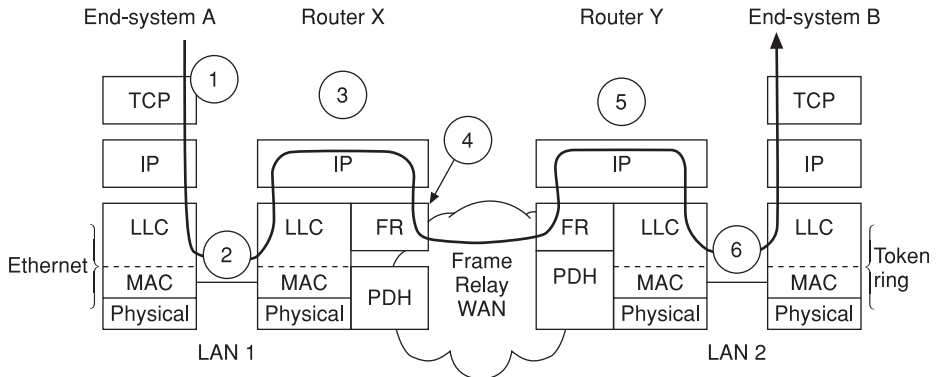 End-system A Router X Router Y End-system B
1
3
5
TCP TCP
4
IP IP IP IP
LLC LLC FR FR LLC LLC
2 6
Ethernet Frame Token
MAC MAC Relay MAC MAC ring
PDH WAN PDH
Physical Physical Physical Physical
LAN 1 LAN 2